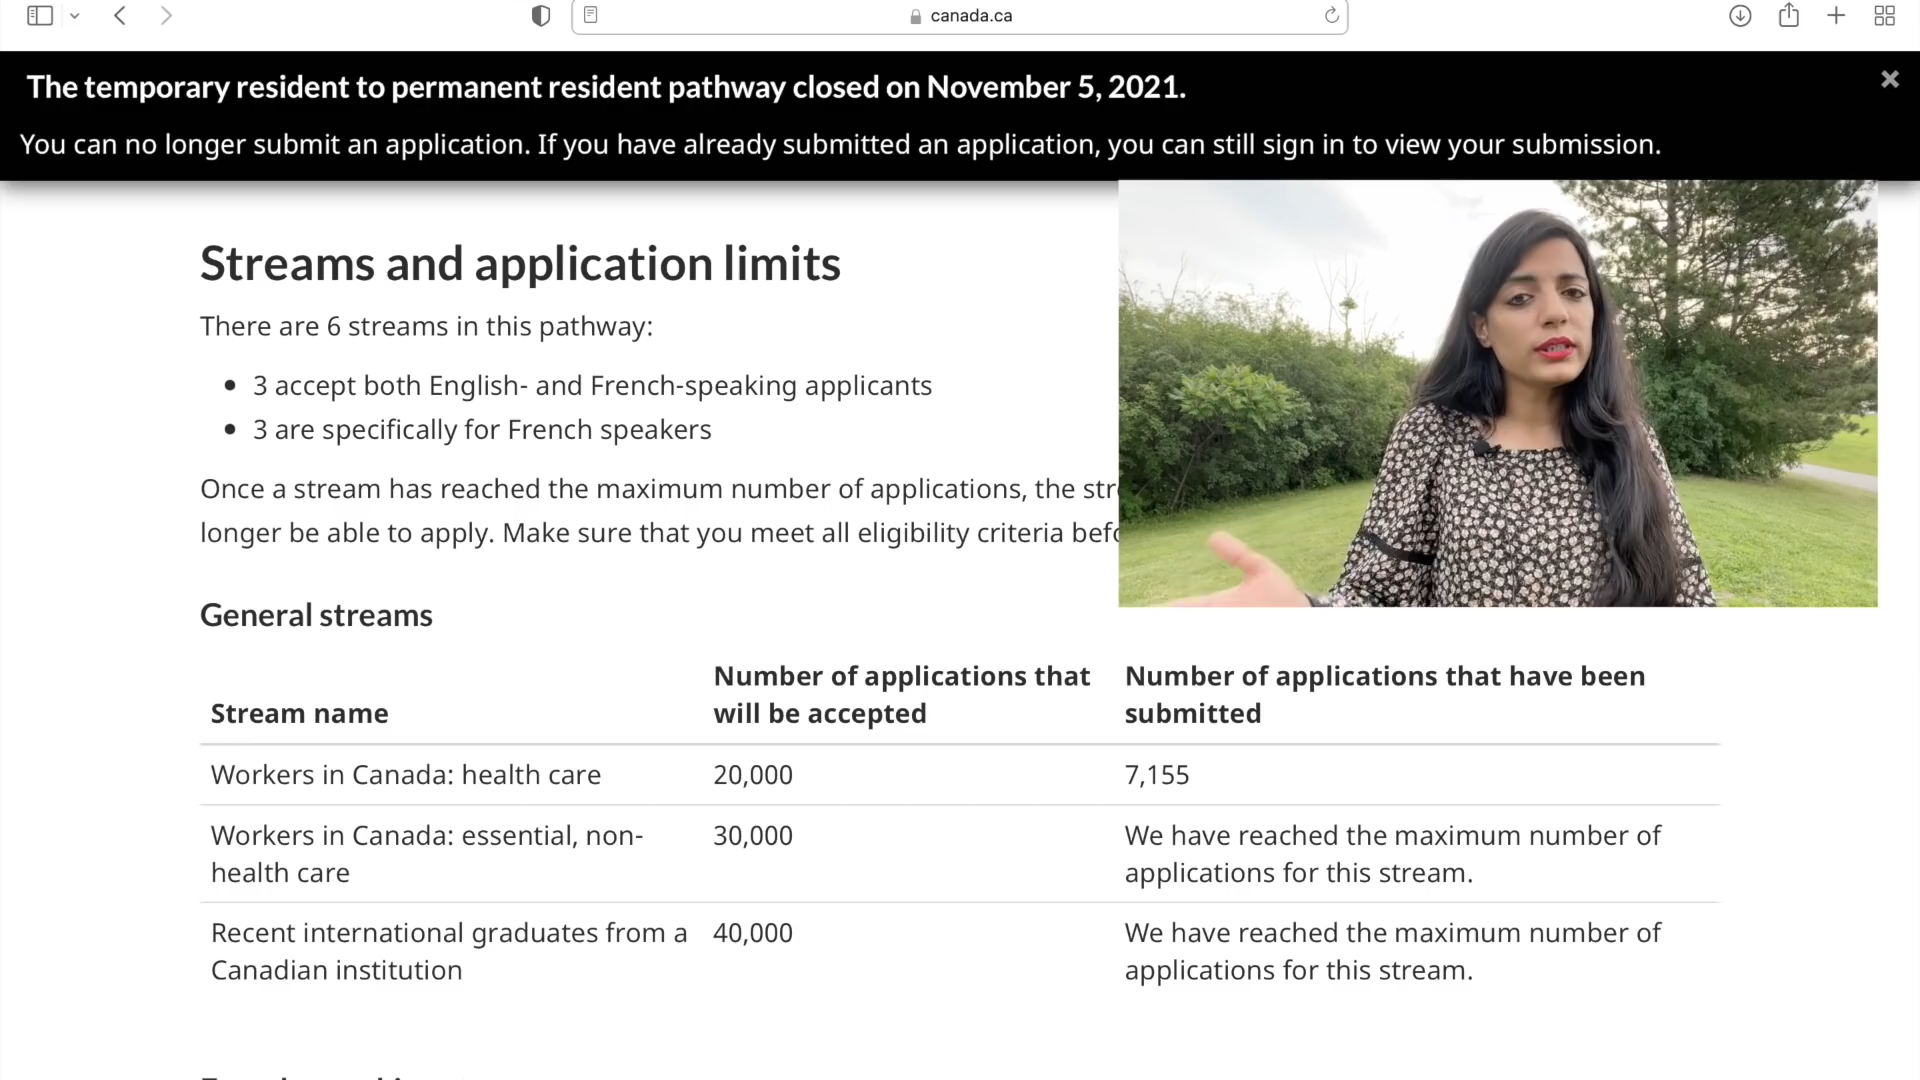 canada.ca
The temporary resident to permanent resident pathway closed on November 5, 2021.
You can no longer submit an application. If you have already submitted an application, you can still sign in to view your submission.
Streams and application limits
There are 6 streams in this pathway:
• 3 accept both English- and French-speaking applicants
• 3 are specifically for French speakers
Once a stream has reached the maximum number of applications, the
longer be able to apply. Make sure that you meet all eligibility criteria
General streams
Stream name
Number of applications that
will be accepted
Number of applications that have been
submitted
Workers in Canada: health care
20,000
7,155
Workers in Canada: essential, non-
health care
30,000
We have reached the maximum number of
applications for this stream.
Recent international graduates from a
Canadian institution
40,000
We have reached the maximum number of
applications for this stream.